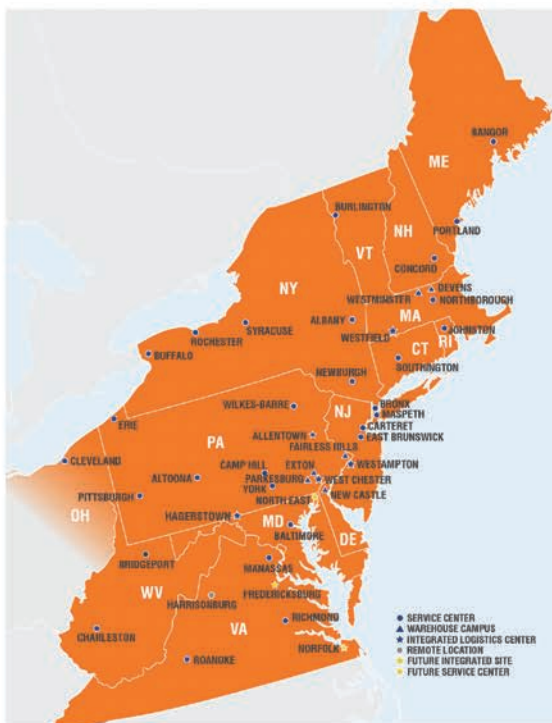 BANGOR
ME
BURLINGTON
NH
PORTLAND
VT
CONCORD
NY
DEVENS
WESTMINSTER
NORTHBOROUGH
ALBANY
MA
SYRACUSE
WESTFIELD
JOHNSTON
ROCHESTER
RI
CT
BUFFALO
SOUTHINGTON
NEWBURGH
WILKES-BARRE
BRONX
NJ
MASPETH
ERIE
CARTERET
ALLENTOWN
EAST BRUNSWICK
PA
FAIRLESS HILLS
CLEVELAND
CAMP HILL
EXTON
WESTAMPTON
ALTOONA
PARKESBURG
WEST CHESTER
YORK
PITTSBURGH
NORTH EAST
NEW CASTLE
OH
HAGERSTOWN
MD
BALTIMORE
DE
BRIDGEPORT
MANASSAS
WV
FREDERICKSBURG
HARRISONBURG
RICHMOND
CHARLESTON
VA
NORFOLK
ROANOKE
SERVICE CENTER
WAREHOUSE CAMPUS
INTEGRATED LOGISTICS CENTER
REMOTE LOCATION
FUTURE INTEGRATED SITE
FUTURE SERVICE CENTER